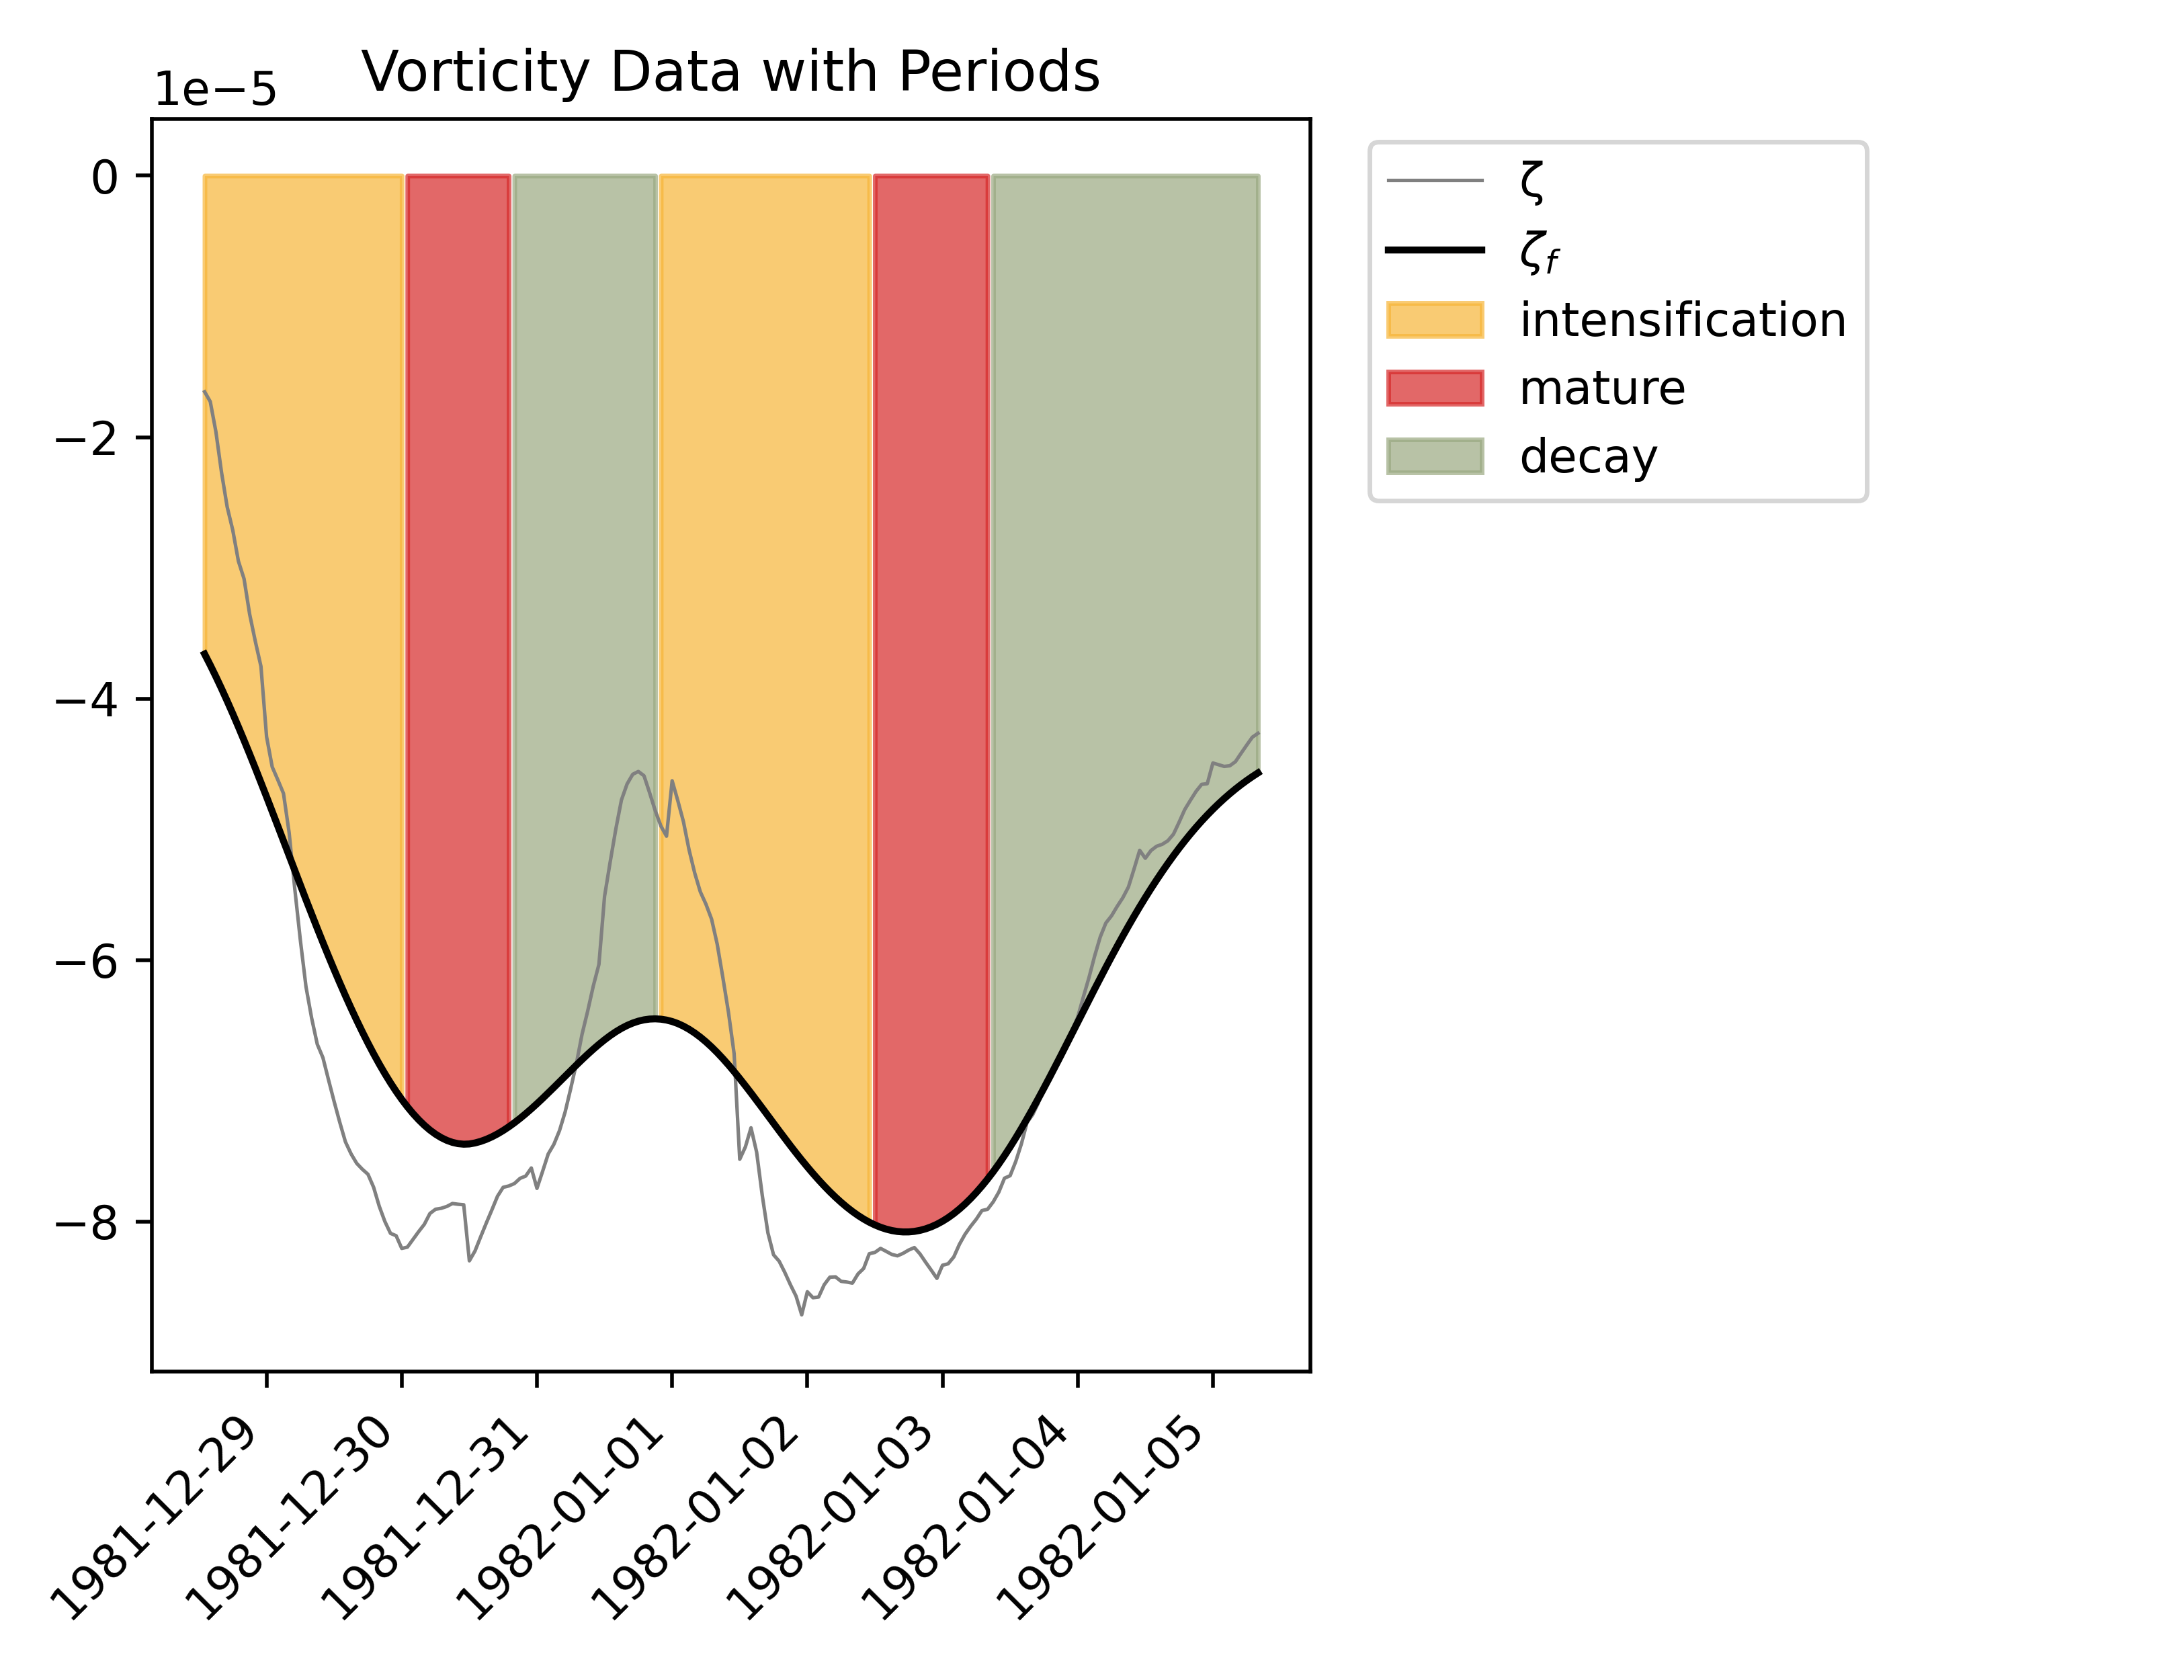 Vorticity Data with Periods
1e−5
0
−2
−4
−6
−8
1981-12-29
1981-12-30
1981-12-31
1982-01-01
1982-01-02
1982-01-03
1982-01-04
1982-01-05
ζ
ζf
intensification
mature
decay